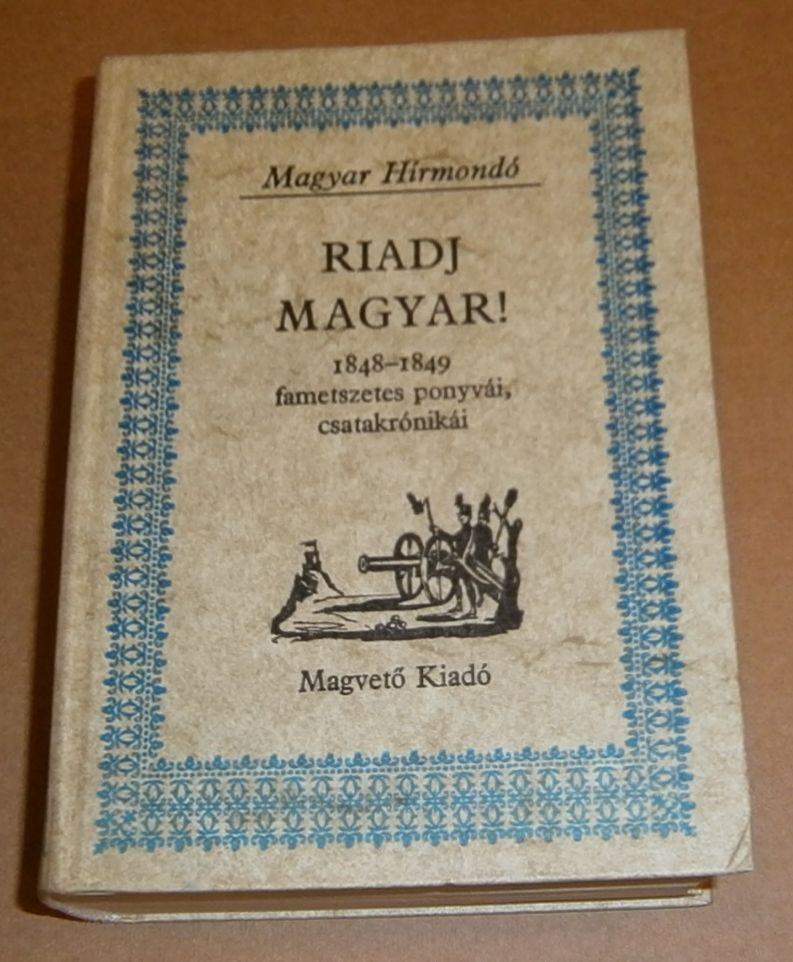 Magyar Hírmondó
RIADJ
MAGYAR!
1848–1849
fametszetes ponyvái,
csatakrónikái
Magvető Kiadó